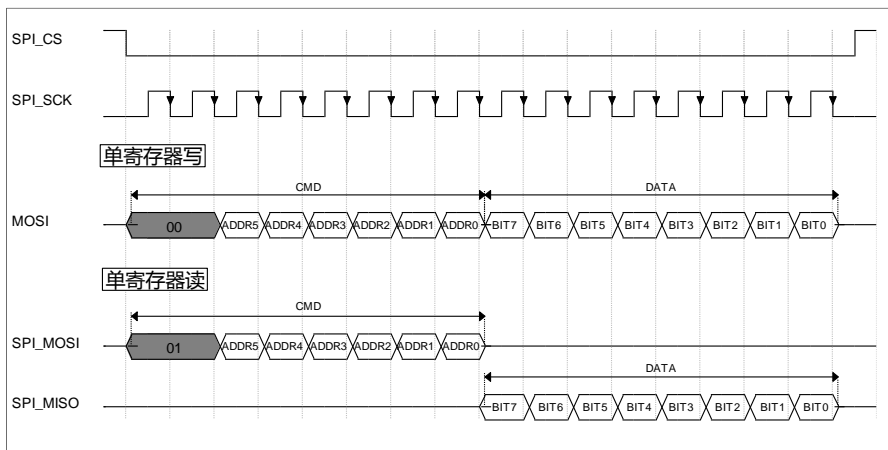 SPI_CS
SPI_SCK
单寄存器写
CMD DATA
MOSI 00 ADDR5 ADDR4 ADDR3 ADDR2 ADDR1 ADDR0 BIT7 BIT6 BIT5 BIT4 BIT3 BIT2 BIT1 BIT0
单寄存器读
CMD
SPI_MOSI 01 ADDR5 ADDR4 ADDR3 ADDR2 ADDR1 ADDR0
DATA
SPI_MISO BIT7 BIT6 BIT5 BIT4 BIT3 BIT2 BIT1 BIT0